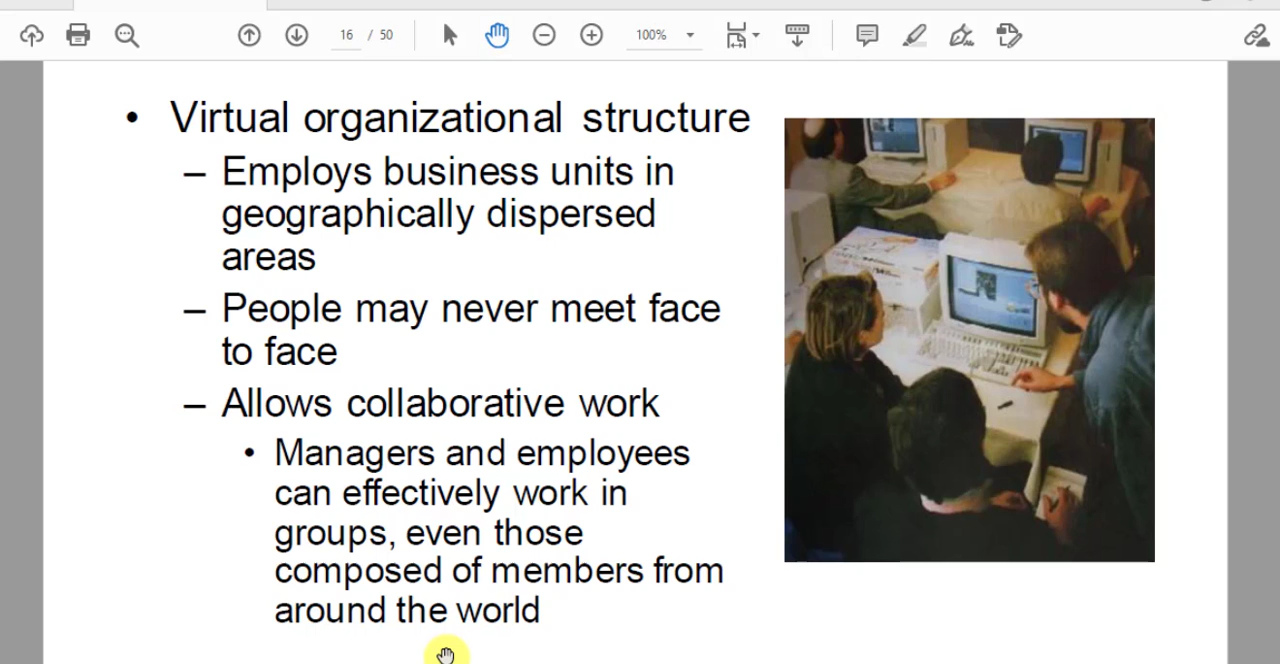 16 / 50
100%
• Virtual organizational structure
– Employs business units in
geographically dispersed
areas
– People may never meet face
to face
– Allows collaborative work
• Managers and employees
can effectively work in
groups, even those
composed of members from
around the world